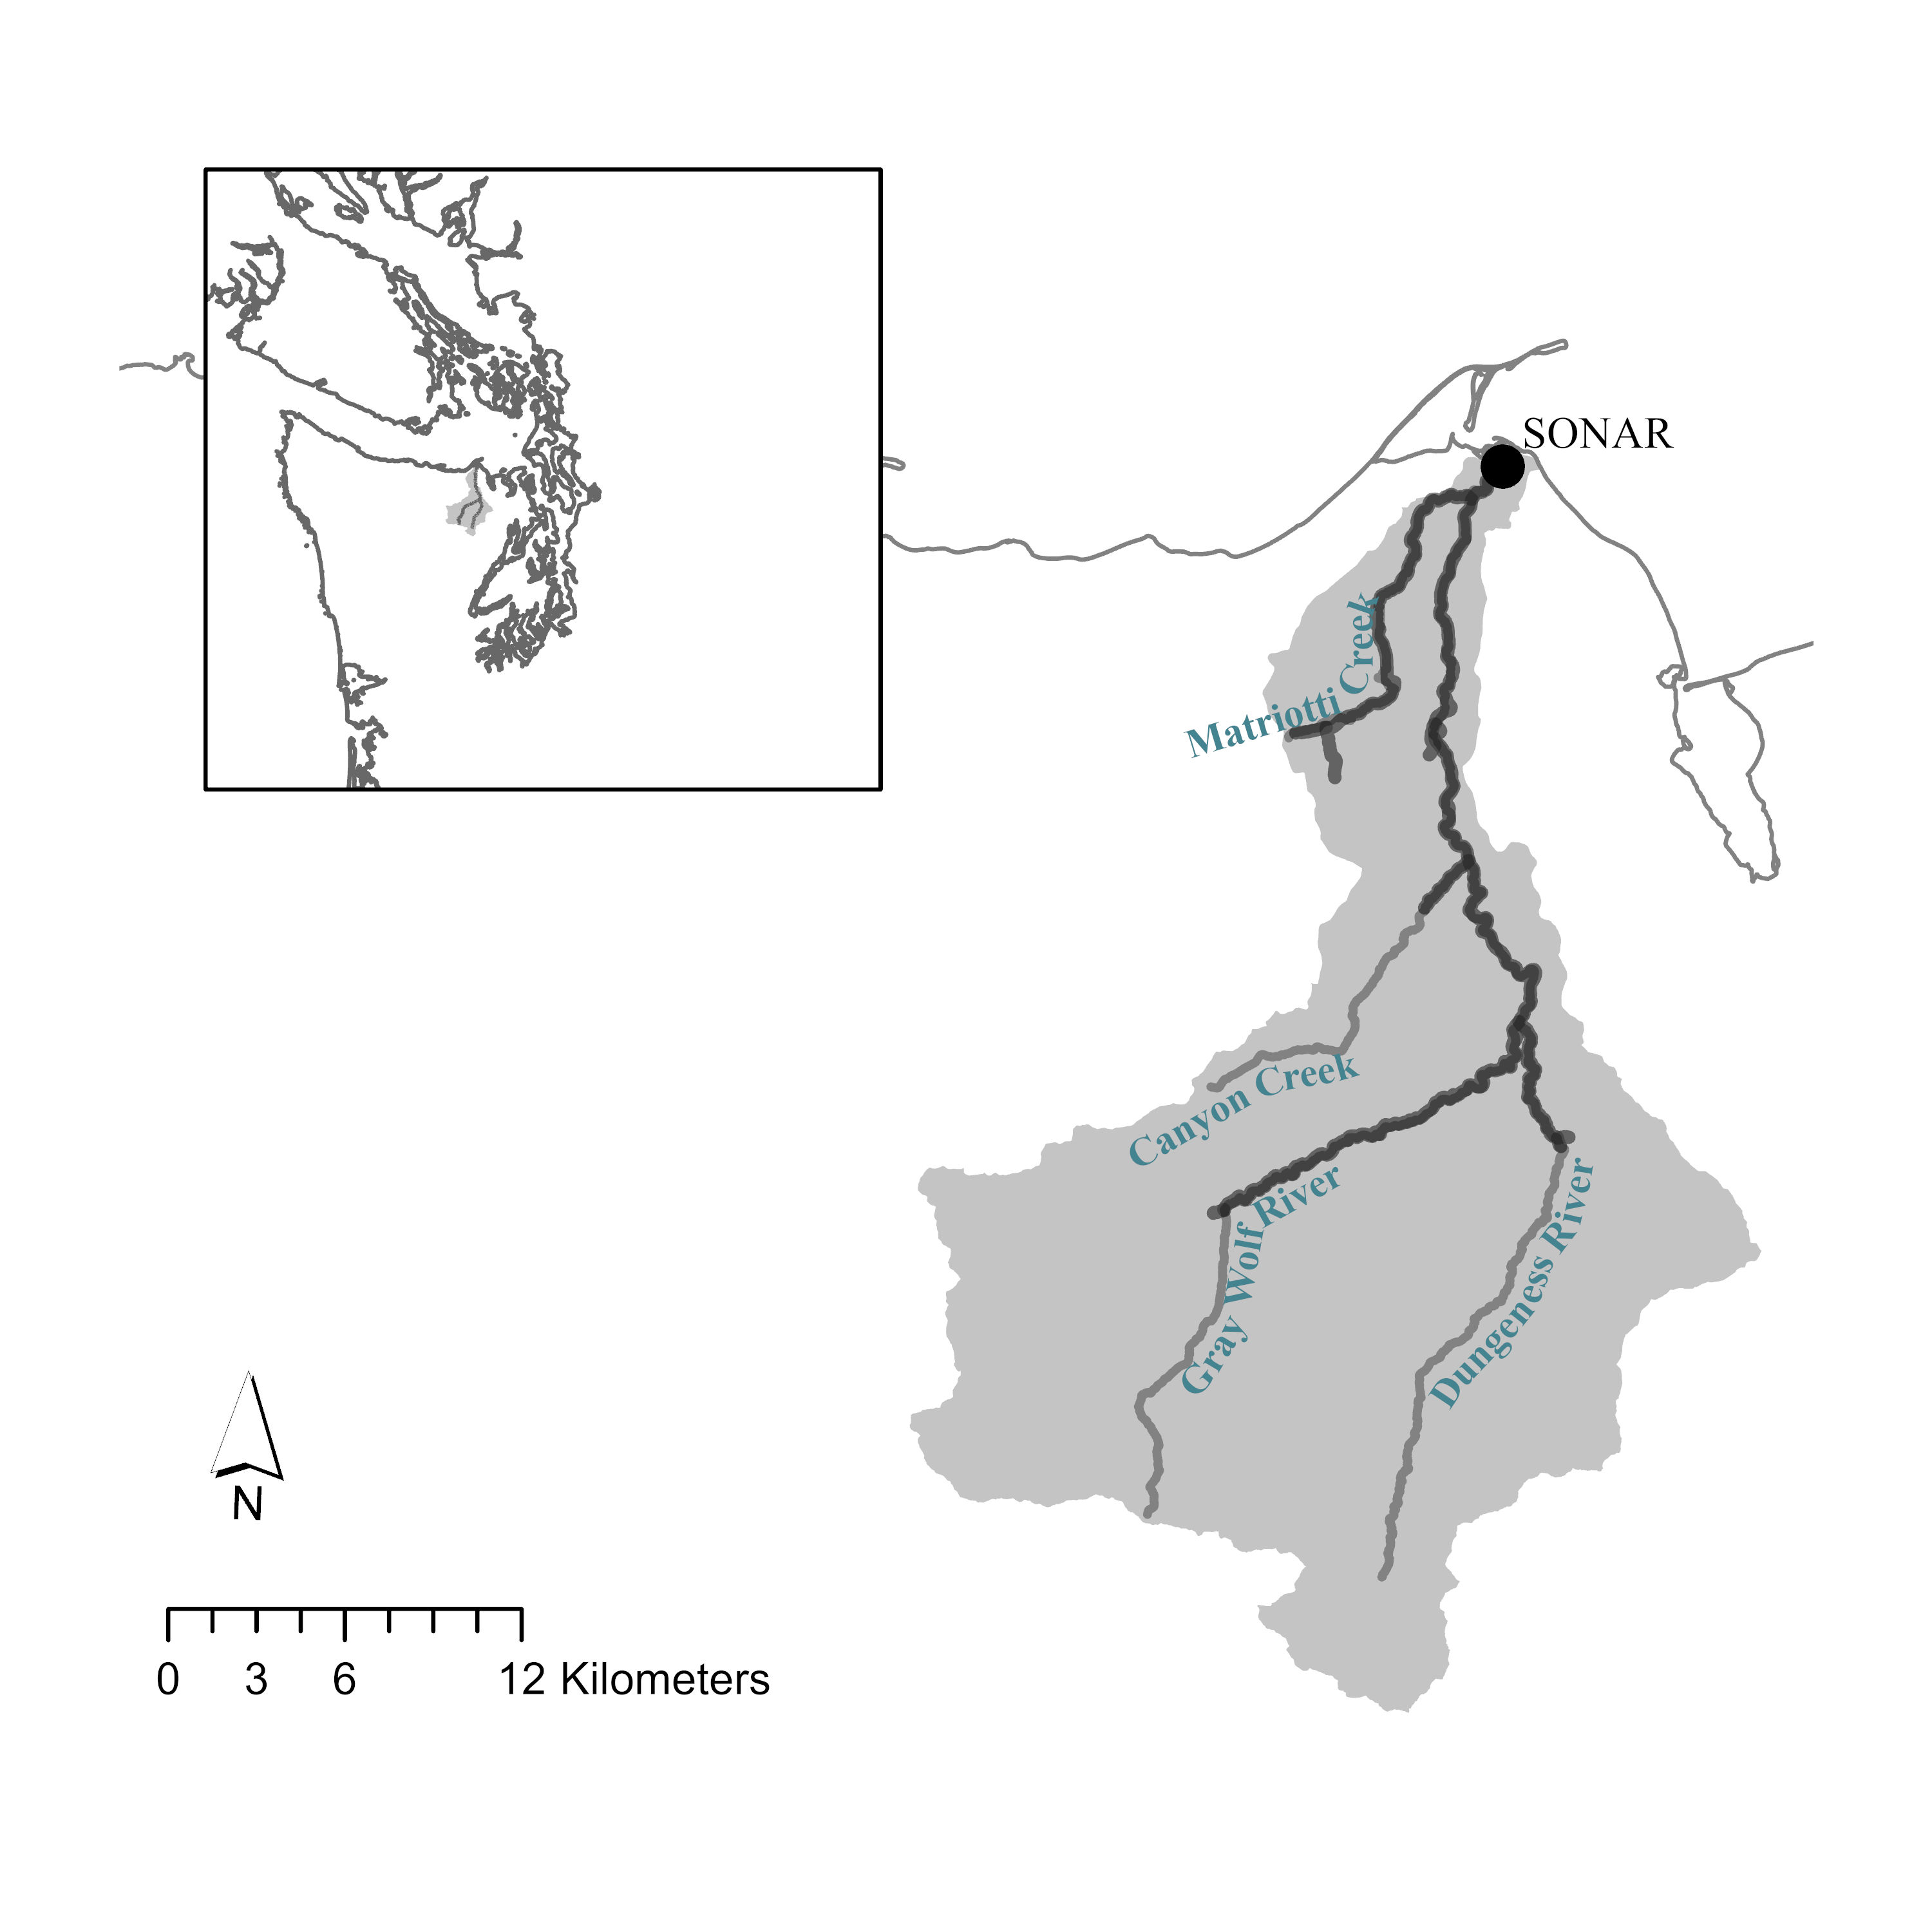 SONAR
Matriotti Creek
Canyon Creek
Gray Wolf River
Dungeness River
N
0 3 6 12 Kilometers